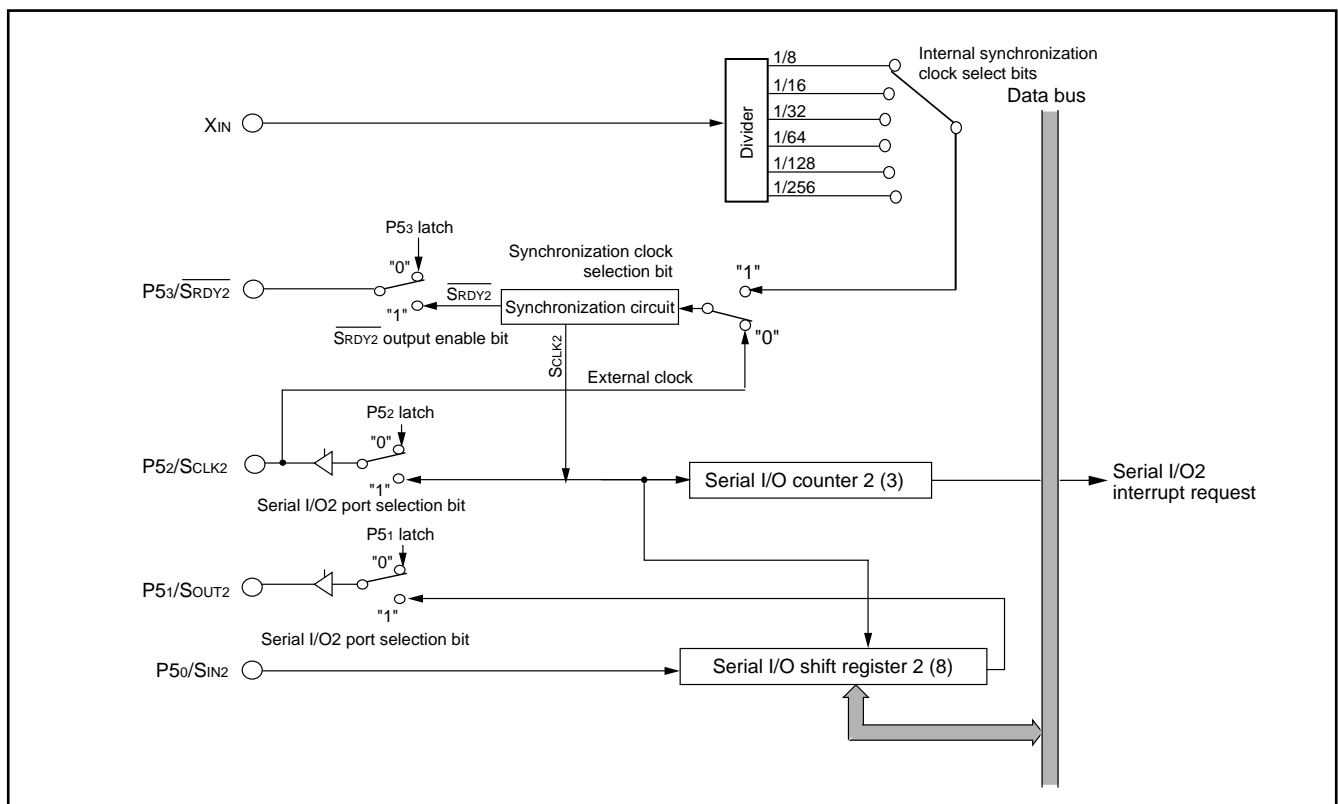 1/8
Internal synchronization
clock select bits
1/16
Data bus
1/32
XIN
Divider
1/64
1/128
1/256
P53 latch
Synchronization clock
selection bit
"0"
"1"
P53/SRDY2
SRDY2
Synchronization circuit
"1"
"0"
SRDY2 output enable bit
SCLK2
External clock
P52 latch
"0"
P52/SCLK2
Serial I/O counter 2 (3)
Serial I/O2
interrupt request
"1"
Serial I/O2 port selection bit
P51 latch
"0"
P51/SOUT2
"1"
Serial I/O2 port selection bit
P50/SIN2
Serial I/O shift register 2 (8)